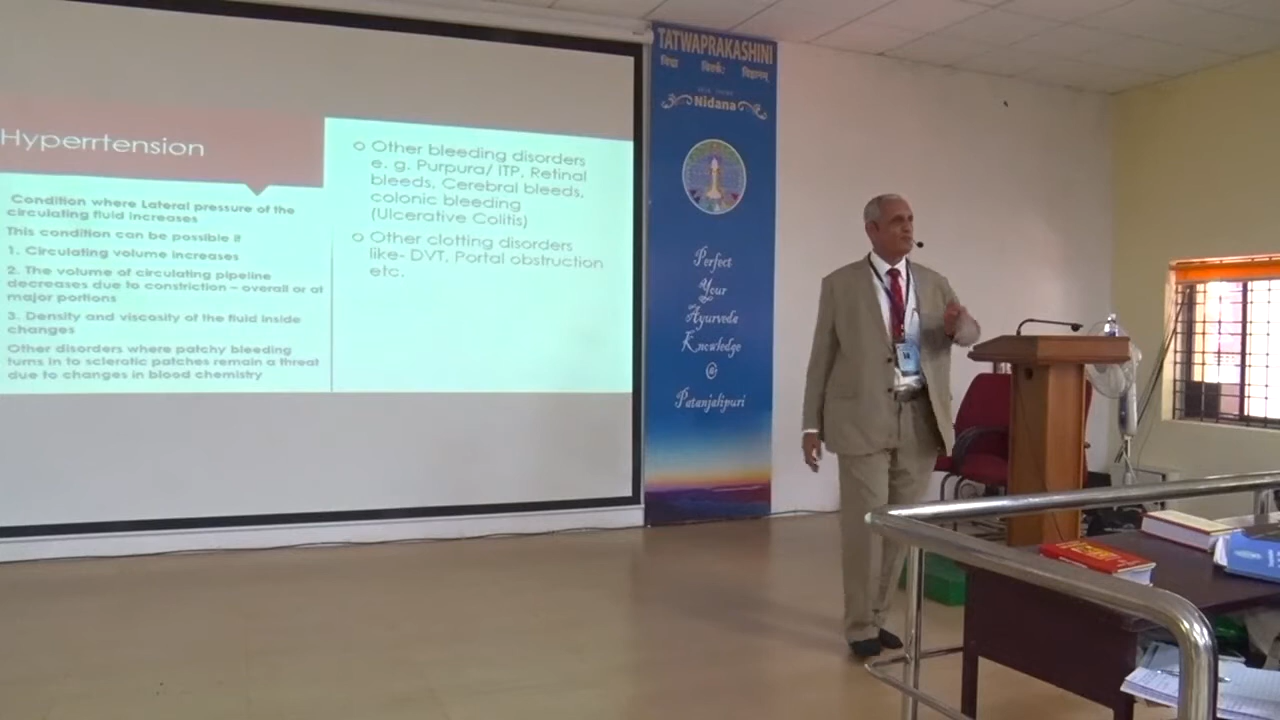 Hyperrtension
Condition where Lateral pressure of the
circulating fluid increases
This condition can be possible if
1. Circulating volume increases
2. The volume of circulating pipeline
decreases due to constriction – overall or at
major portions
3. Density and viscosity of the fluid inside
changes
Other disorders where patchy bleeding
turns in to sclerotic patches remain a threat
due to changes in blood chemistry
Other bleeding disorders
e. g. Purpura/ ITP, Retinal
bleeds, Cerebral bleeds,
colonic bleeding
(Ulcerative Colitis)
Other clotting disorders
like- DVT, Portal obstruction
etc.
TATWAPRAKASHINI
Nidana
Perfect
Your
Ayurveda
Knowledge
@
Patanjalipuri